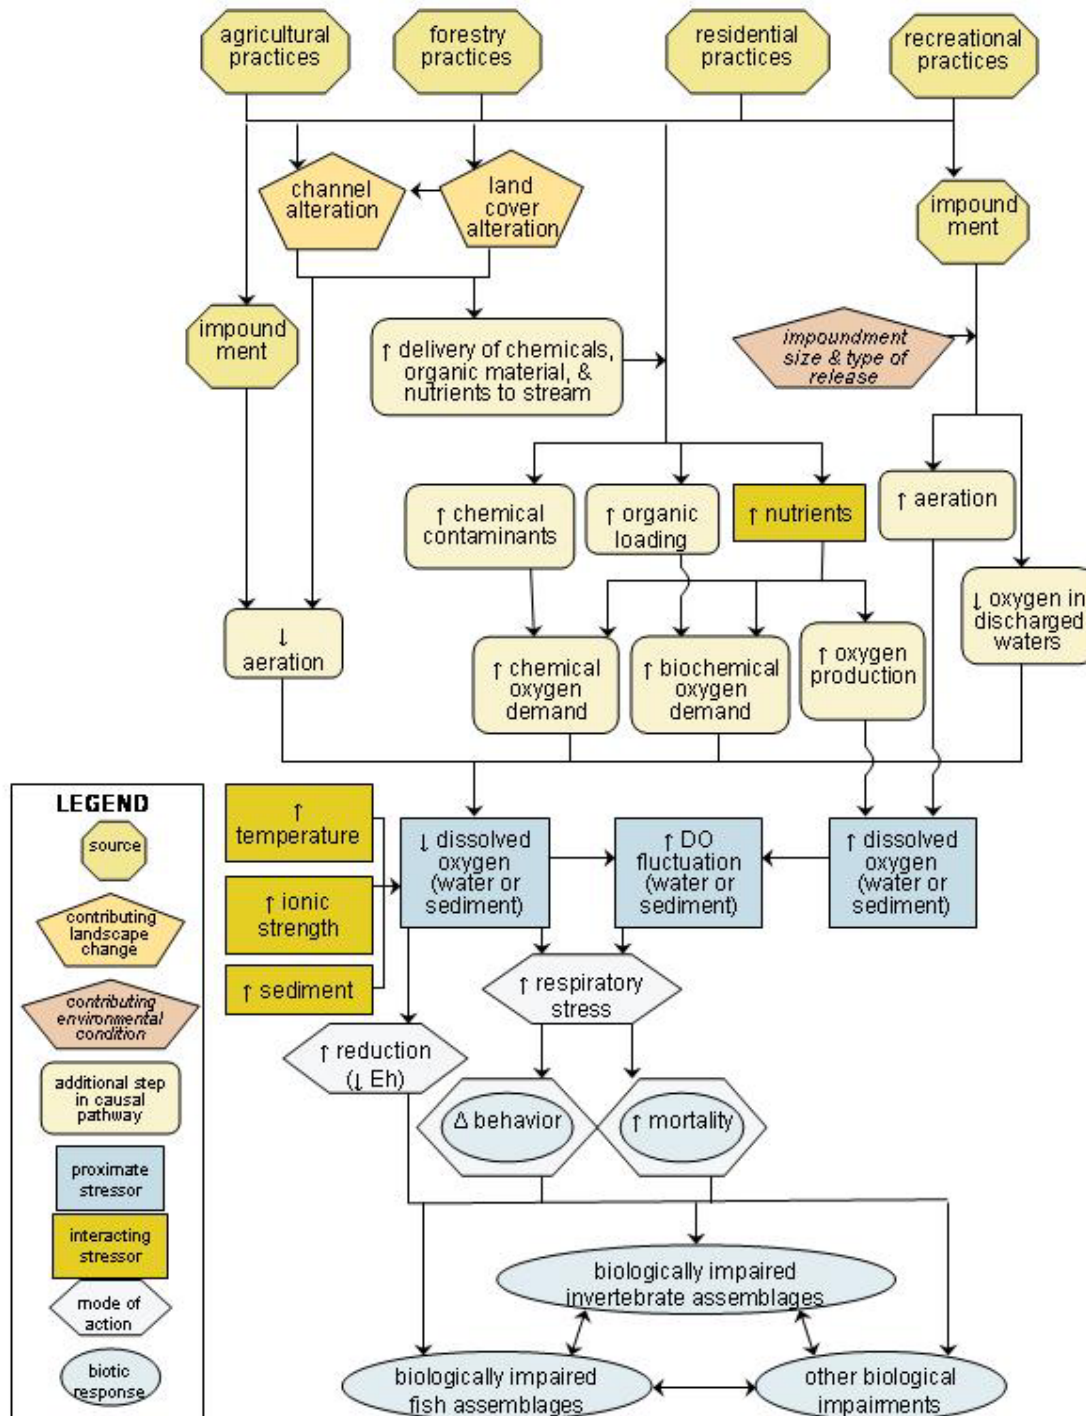 agricultural
practices
forestry
practices
residential
practices
recreational
practices
channel
alteration
land
cover
alteration
impound
ment
impound
ment
↑ delivery of chemicals,
organic material, &
nutrients to stream
impoundment
size & type of
release
↑ chemical
contaminants
↑ organic
loading
↑ nutrients
↑ aeration
↓ oxygen in
discharged
waters
↓
aeration
↑ chemical
oxygen
demand
↑ biochemical
oxygen
demand
↑ oxygen
production
LEGEND
source
contributing
landscape
change
contributing
environmental
condition
additional step
in causal
pathway
proximate
stressor
interacting
stressor
mode of
action
biotic
response
↑
temperature
↑ ionic
strength
↑ sediment
↓ dissolved
oxygen
(water or
sediment)
↑ DO
fluctuation
(water or
sediment)
↑ dissolved
oxygen
(water or
sediment)
↑ respiratory
stress
↑ reduction
(↓ Eh)
Δ behavior
↑ mortality
biologically impaired
invertebrate assemblages
biologically impaired
fish assemblages
other biological
impairments